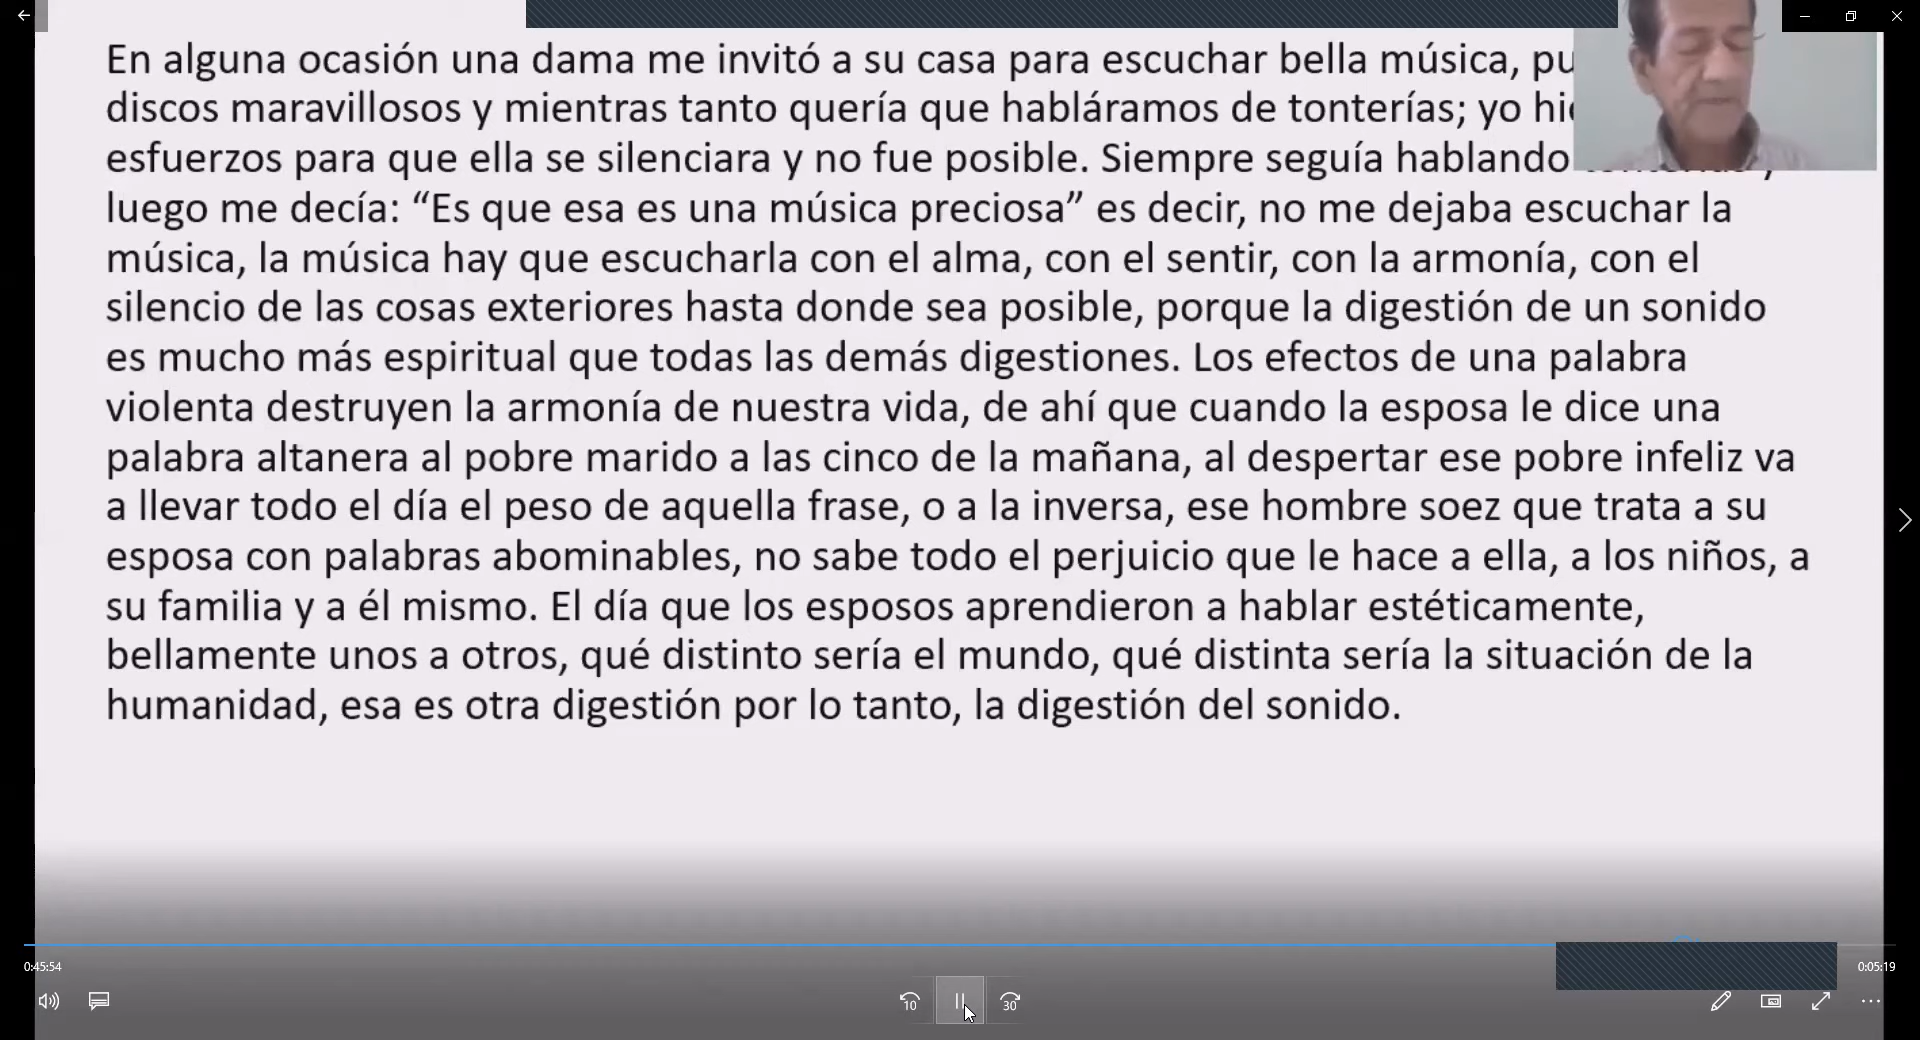 En alguna ocasión una dama me invitó a su casa para escuchar bella música,
discos maravillosos y mientras tanto quería que habláramos de tonterías; yo
esfuerzos para que ella se silenciara y no fue posible. Siempre seguía hablando
luego me decía: “Es que esa es una música preciosa” es decir, no me dejaba escuchar la
música, la música hay que escucharla con el alma, con el sentir, con la armonía, con el
silencio de las cosas exteriores hasta donde sea posible, porque la digestión de un sonido
es mucho más espiritual que todas las demás digestiones. Los efectos de una palabra
violenta destruyen la armonía de nuestra vida, de ahí que cuando la esposa le dice una
palabra altanera al pobre marido a las cinco de la mañana, al despertar ese pobre infeliz va
a llevar todo el día el peso de aquella frase, o a la inversa, ese hombre soez que trata a su
esposa con palabras abominables, no sabe todo el perjuicio que le hace a ella, a los niños, a
su familia y a él mismo. El día que los esposos aprendieron a hablar estéticamente,
bellamente unos a otros, qué distinto sería el mundo, qué distinta sería la situación de la
humanidad, esa es otra digestión por lo tanto, la digestión del sonido.
0:45:54
0:05:19
10
30